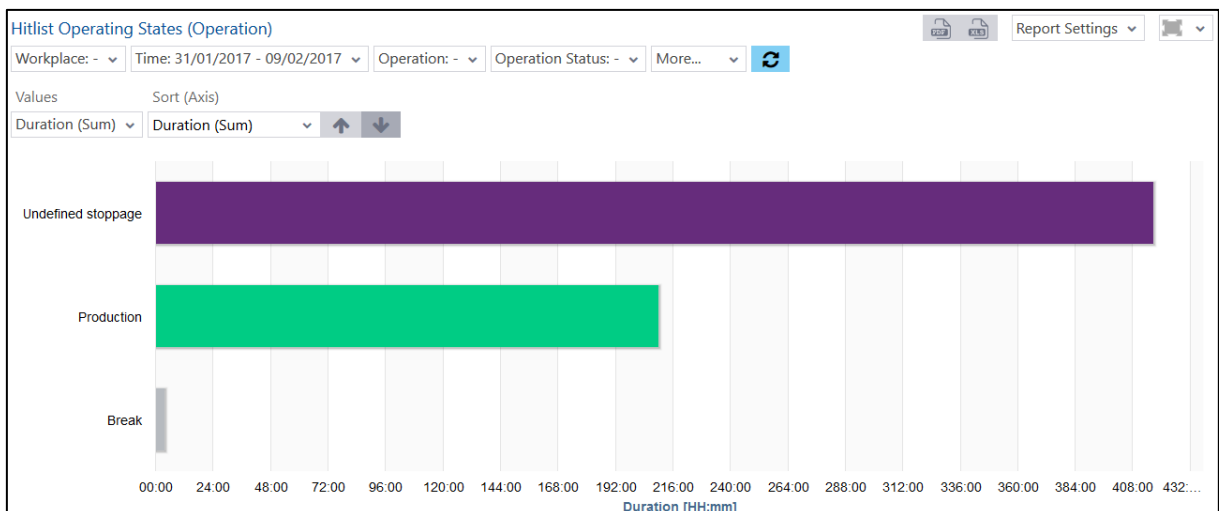 Hitlist Operating States (Operation)
PDF XLS Report Settings
Workplace: - Time: 31/01/2017 - 09/02/2017 Operation: - Operation Status: - More...
Values Sort (Axis)
Duration (Sum) Duration (Sum)
Undefined stoppage
Production
Break
00:00 24:00 48:00 72:00 96:00 120:00 144:00 168:00 192:00 216:00 240:00 264:00 288:00 312:00 336:00 360:00 384:00 408:00 432:...
Duration [HH:mm]